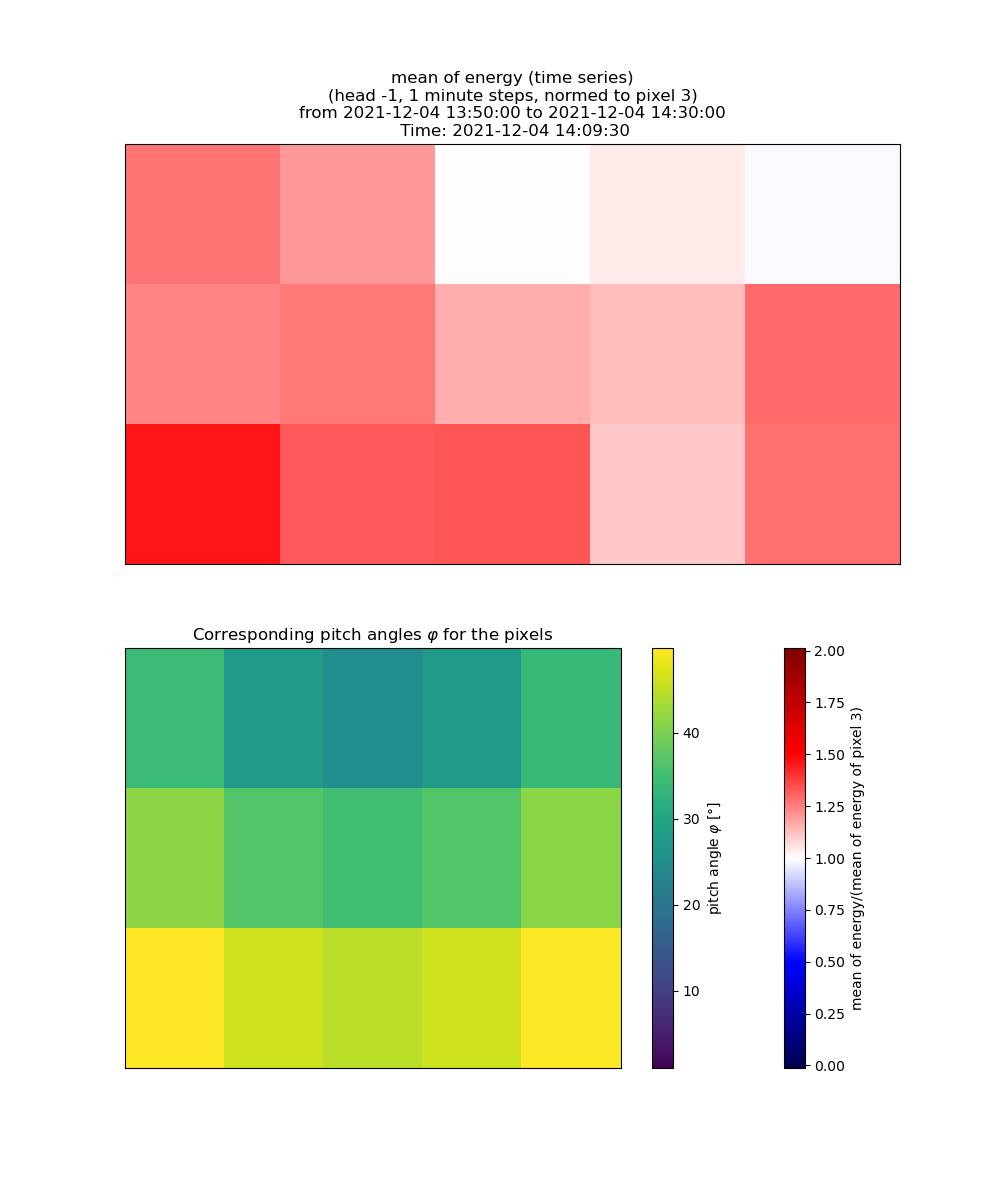 mean of energy (time series)
(head -1, 1 minute steps, normed to pixel 3)
from 2021-12-04 13:50:00 to 2021-12-04 14:30:00
Time: 2021-12-04 14:09:30
Corresponding pitch angles φ for the pixels
40
30
20
10
pitch angle φ [°]
2.00
1.75
1.50
1.25
1.00
0.75
0.50
0.25
0.00
mean of energy/(mean of energy of pixel 3)